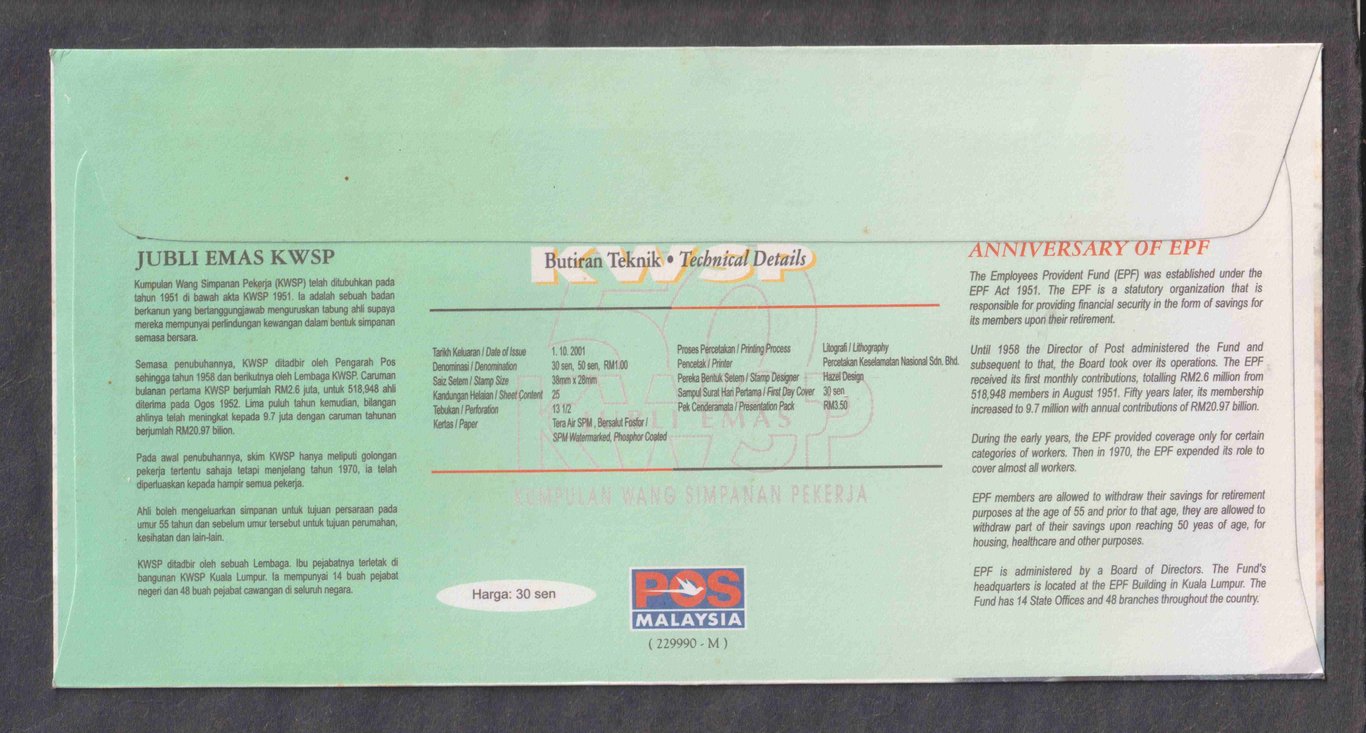 JUBLI EMAS KWSP
Kumpulan Wang Simpanan Pekerja (KWSP) telah ditubuhkan pada
tahun 1951 di bawah akta KWSP 1951. Ia adalah sebuah badan
berkanun yang bertanggungjawab menguruskan tabung ahli supaya
mereka mempunyai perlindungan kewangan dalam bentuk simpanan
semasa bersara.
Semasa penubuhannya, KWSP ditadbir oleh Pengarah Pos
sehingga tahun 1958 dan berikutnya oleh Lembaga KWSP. Caruman
bulanan pertama KWSP berjumlah RM2.6 juta, untuk 518,948 ahli
diterima pada Ogos 1952. Lima puluh tahun kemudian, bilangan
ahlinya telah meningkat kepada 9.7 juta dengan caruman tahunan
berjumlah RM20.97 bilion.
Pada awal penubuhannya, skim KWSP hanya meliputi golongan
pekerja tertentu sahaja tetapi menjelang tahun 1970, ia telah
diperluaskan kepada hampir semua pekerja.
Ahli boleh mengeluarkan simpanan untuk tujuan persaraan pada
umur 55 tahun dan sebelum umur tersebut untuk tujuan perumahan,
kesihatan dan lain-lain.
KWSP ditadbir oleh sebuah Lembaga. Ibu pejabatnya terletak di
bangunan KWSP Kuala Lumpur. Ia mempunyai 14 buah pejabat
negeri dan 48 buah pejabat cawangan di seluruh negara.
KWSP
Butiran Teknik • Technical Details
Tarikh Keluaran / Date of Issue 1. 10. 2001
Denominasi / Denomination 30 sen, 50 sen, RM1.00
Saiz Setem / Stamp Size 38mm x 28mm
Kandungan Helaian / Sheet Content 25
Tebukan / Perforation 13 1/2
Kertas / Paper Tera Air SPM , Bersalut Fosfor /
SPM Watermarked, Phosphor Coated
Proses Percetakan / Printing Process Litografi / Lithography
Pencetak / Printer Percetakan Keselamatan Nasional Sdn. Bhd.
Pereka Bentuk Setem / Stamp Designer Hazel Design
Sampul Surat Hari Pertama / First Day Cover 30 sen
Pek Cenderamata / Presentation Pack RM3.50
50
JUBLI EMAS
KWSP
KUMPULAN WANG SIMPANAN PEKERJA
Harga: 30 sen
POS
MALAYSIA
( 229990 - M )
ANNIVERSARY OF EPF
The Employees Provident Fund (EPF) was established under the
EPF Act 1951. The EPF is a statutory organization that is
responsible for providing financial security in the form of savings for
its members upon their retirement.
Until 1958 the Director of Post administered the Fund and
subsequent to that, the Board took over its operations. The EPF
received its first monthly contributions, totalling RM2.6 million from
518,948 members in August 1951. Fifty years later, its membership
increased to 9.7 million with annual contributions of RM20.97 billion.
During the early years, the EPF provided coverage only for certain
categories of workers. Then in 1970, the EPF expended its role to
cover almost all workers.
EPF members are allowed to withdraw their savings for retirement
purposes at the age of 55 and prior to that age, they are allowed to
withdraw part of their savings upon reaching 50 yeas of age, for
housing, healthcare and other purposes.
EPF is administered by a Board of Directors. The Fund's
headquarters is located at the EPF Building in Kuala Lumpur. The
Fund has 14 State Offices and 48 branches throughout the country.